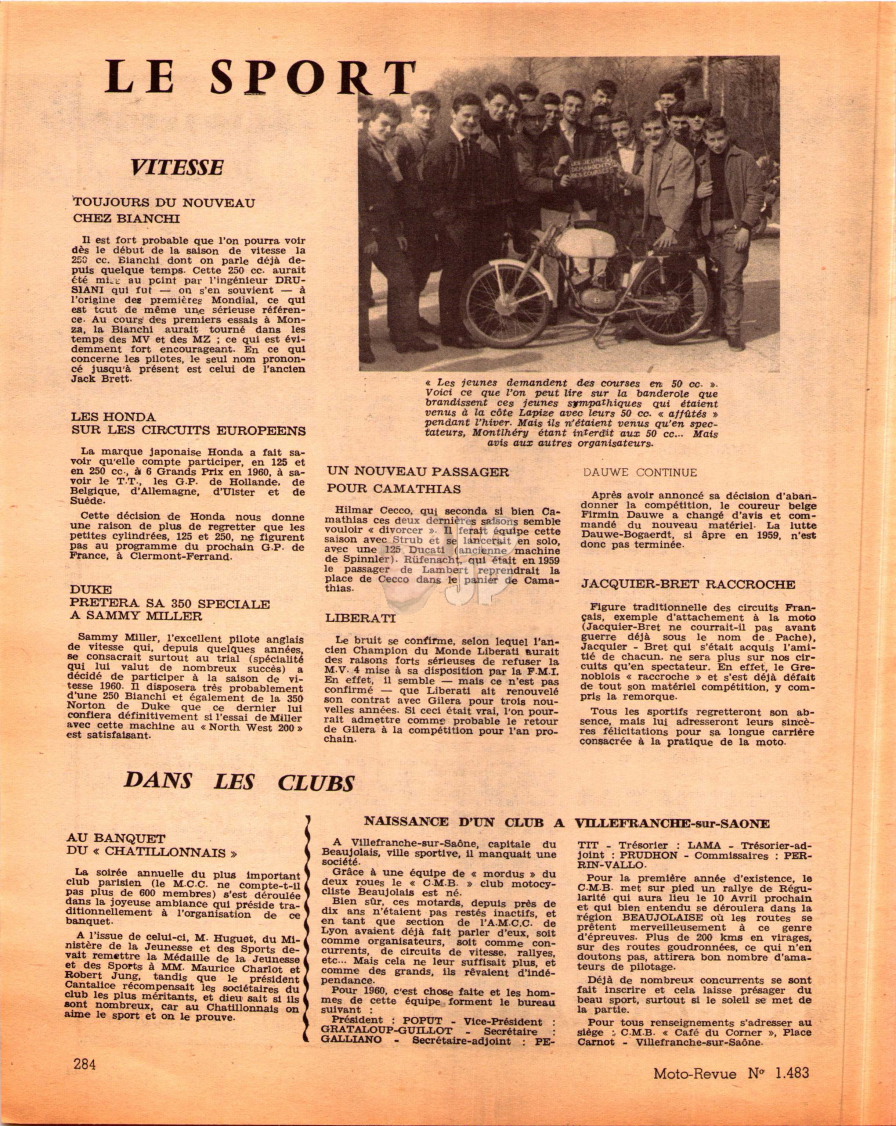 LE SPORT
VITESSE
TOUJOURS DU NOUVEAU
CHEZ BIANCHI
Il est fort probable que l'on pourra voir
dès le début de la saison de vitesse la
250 cc. Bianchi dont on parle déjà de-
puis quelque temps. Cette 250 cc. aurait
été mise au point par l'ingénieur DRU-
SIANI qui fut — on s'en souvient — à
l'origine des premières Mondial, ce qui
est tout de même une sérieuse référen-
ce. Au cours des premiers essais à Mon-
za, la Bianchi aurait tourné dans les
temps des MV et des MZ ; ce qui est évi-
demment fort encourageant. En ce qui
concerne les pilotes, le seul nom pronon-
cé jusqu'à présent est celui de l'ancien
Jack Brett.
LES HONDA
SUR LES CIRCUITS EUROPEENS
La marque japonaise Honda a fait sa-
voir qu'elle compte participer, en 125 et
en 250 cc., à 6 Grands Prix en 1960, à sa-
voir le T.T., les G.P. de Hollande, de
Belgique, d'Allemagne, d'Ulster et de
Suède.
Cette décision de Honda nous donne
une raison de plus de regretter que les
petites cylindrées, 125 et 250, ne figurent
pas au programme du prochain G.P. de
France, à Clermont-Ferrand.
DUKE
PRETERA SA 350 SPECIALE
A SAMMY MILLER
Sammy Miller, l'excellent pilote anglais
de vitesse qui, depuis quelques années,
se consacrait surtout au trial (spécialité
qui lui valut de nombreux succès) a
décidé de participer à la saison de vi-
tesse 1960. Il disposera très probablement
d'une 250 Bianchi et également de la 350
Norton de Duke que ce dernier lui
confiera définitivement si l'essai de Miller
avec cette machine au « North West 200 »
est satisfaisant.
LES JEUNES
DEMANDENT
DES COURSES
« Les jeunes demandent des courses en 50 cc. ».
Voici ce que l'on peut lire sur la banderole que
brandissent ces jeunes sympathiques qui étaient
venus à la côte Lapize avec leurs 50 cc. « affûtés »
pendant l'hiver. Mais ils n'étaient venus qu'en spec-
tateurs, Montlhéry étant interdit aux 50 cc... Mais
avis aux autres organisateurs.
UN NOUVEAU PASSAGER
POUR CAMATHIAS
Hilmar Cecco, qui seconda si bien Ca-
mathias ces deux dernières saisons semble
vouloir « divorcer ». Il ferait équipe cette
saison avec Strub et se lancerait en solo,
avec une 125 Ducati (ancienne machine
de Spinnler). Rüfenacht, qui était en 1959
le passager de Lambert reprendrait la
place de Cecco dans le panier de Cama-
thias.
LIBERATI
Le bruit se confirme, selon lequel l'an-
cien Champion du Monde Liberati aurait
des raisons forts sérieuses de refuser la
M.V. 4 mise à sa disposition par la F.M.I.
En effet, il semble — mais ce n'est pas
confirmé — que Liberati ait renouvelé
son contrat avec Gilera pour trois nou-
velles années. Si ceci était vrai, l'on pour-
rait admettre comme probable le retour
de Gilera à la compétition pour l'an pro-
chain.
DAUWE CONTINUE
Après avoir annoncé sa décision d'aban-
donner la compétition, le coureur belge
Firmin Dauwe a changé d'avis et com-
mandé du nouveau matériel. La lutte
Dauwe-Bogaerdt, si âpre en 1959, n'est
donc pas terminée.
JACQUIER-BRET RACCROCHE
Figure traditionnelle des circuits Fran-
çais, exemple d'attachement à la moto
(Jacquier-Bret ne courrait-il pas avant
guerre déjà sous le nom de Pache),
Jacquier - Bret qui s'était acquis l'ami-
tié de chacun, ne sera plus sur nos cir-
cuits qu'en spectateur. En effet, le Gre-
noblois « raccroche » et s'est déjà défait
de tout son matériel compétition, y com-
pris la remorque.
Tous les sportifs regretteront son ab-
sence, mais lui adresseront leurs sincè-
res félicitations pour sa longue carrière
consacrée à la pratique de la moto.
DANS LES CLUBS
AU BANQUET
DU « CHATILLONNAIS »
La soirée annuelle du plus important
club parisien (le M.C.C. ne compte-t-il
pas plus de 600 membres) s'est déroulée
dans la joyeuse ambiance qui préside tra-
ditionnellement à l'organisation de ce
banquet.
A l'issue de celui-ci, M. Huguet, du Mi-
nistère de la Jeunesse et des Sports de-
vait remettre la Médaille de la Jeunesse
et des Sports à MM. Maurice Charlot et
Robert Jung, tandis que le président
Cantalice récompensait les sociétaires du
club les plus méritants, et dieu sait si ils
sont nombreux, car au Chatillonnais on
aime le sport et on le prouve.
NAISSANCE D'UN CLUB A VILLEFRANCHE-sur-SAONE
A Villefranche-sur-Saône, capitale du
Beaujolais, ville sportive, il manquait une
société.
Grâce à une équipe de « mordus » du
deux roues le « C.M.B. » club motocy-
cliste Beaujolais est né.
Bien sûr, ces motards, depuis près de
dix ans n'étaient pas restés inactifs, et
en tant que section de l'A.M.C.C. de
Lyon avaient déjà fait parler d'eux, soit
comme organisateurs, soit comme con-
currents, de circuits de vitesse, rallyes,
etc... Mais cela ne leur suffisait plus, et
comme des grands, ils rêvaient d'indé-
pendance.
Pour 1960, c'est chose faite et les hom-
mes de cette équipe forment le bureau
suivant :
Président : POPUT - Vice-Président :
GRATALOUP-GUILLOT - Secrétaire :
GALLIANO - Secrétaire-adjoint : PE-
TIT - Trésorier : LAMA - Trésorier-ad-
joint : PRUDHON - Commissaires : PER-
RIN-VALLO.
Pour la première année d'existence, le
C.M.B. met sur pied un rallye de Régu-
larité qui aura lieu le 10 Avril prochain
et qui bien entendu se déroulera dans la
région BEAUJOLAISE où les routes se
prêtent merveilleusement à ce genre
d'épreuves. Plus de 200 kms en virages,
sur des routes goudronnées, ce qui n'en
doutons pas, attirera bon nombre d'ama-
teurs de pilotage.
Déjà de nombreux concurrents se sont
fait inscrire et cela laisse présager du
beau sport, surtout si le soleil se met de
la partie.
Pour tous renseignements s'adresser au
siège : C.M.B. « Café du Corner », Place
Carnot - Villefranche-sur-Saône.
284
Moto-Revue N° 1.483